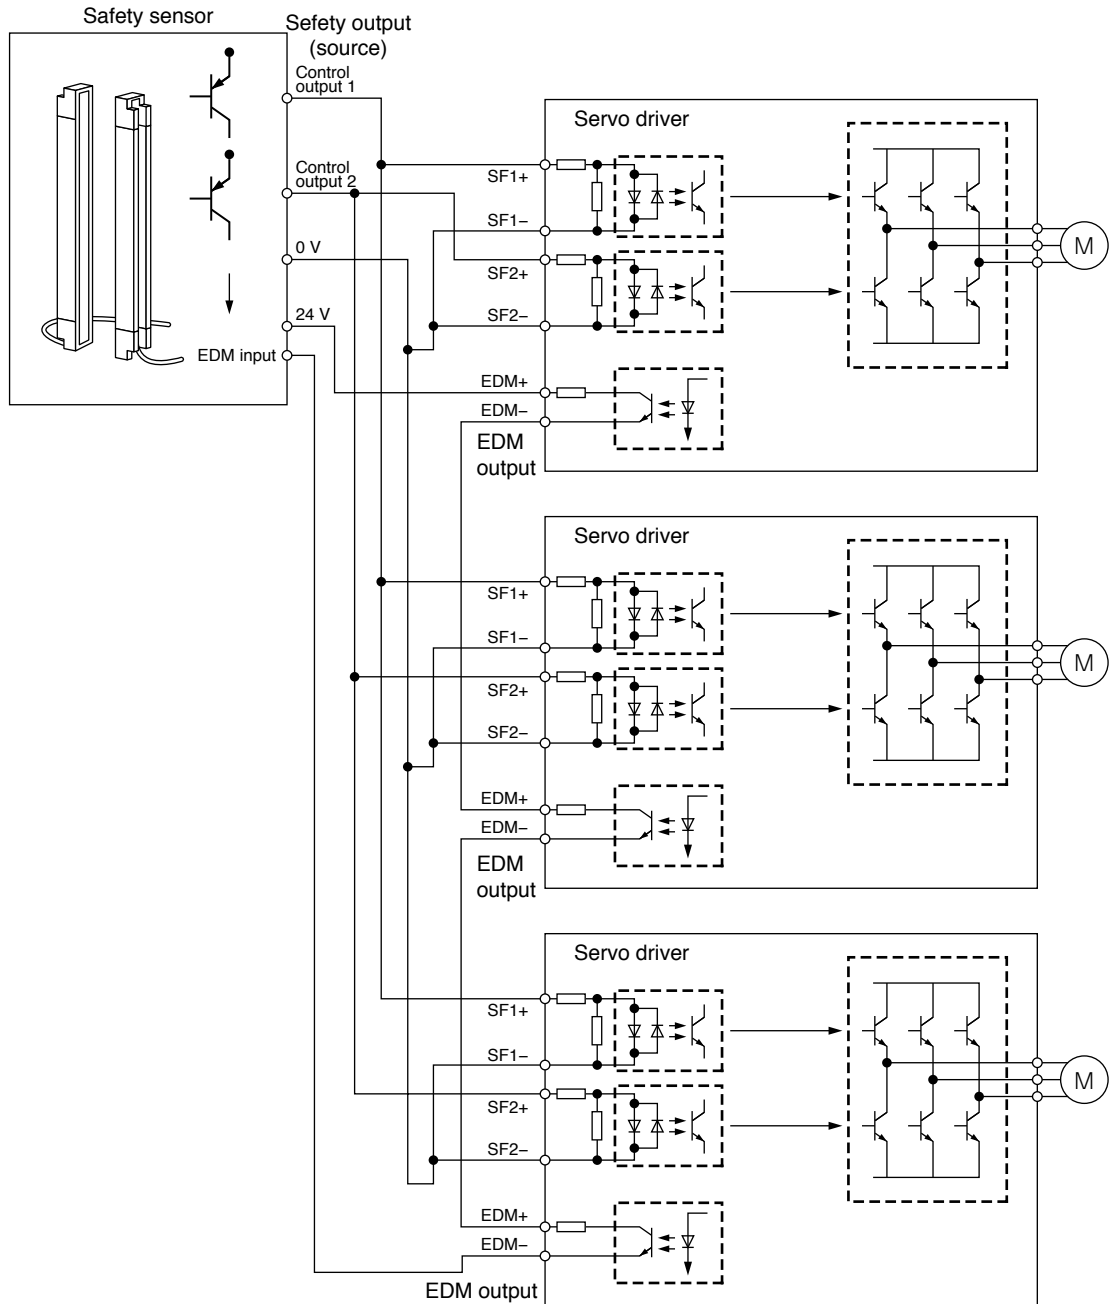 Safety sensor
Sefety output
(source)
Control
output 1
Control
output 2
0 V
24 V
EDM input
Servo driver
SF1+
SF1−
SF2+
SF2−
EDM+
EDM−
EDM
output
M
Servo driver
SF1+
SF1−
SF2+
SF2−
EDM+
EDM−
EDM
output
M
Servo driver
SF1+
SF1−
SF2+
SF2−
EDM+
EDM−
EDM output
M